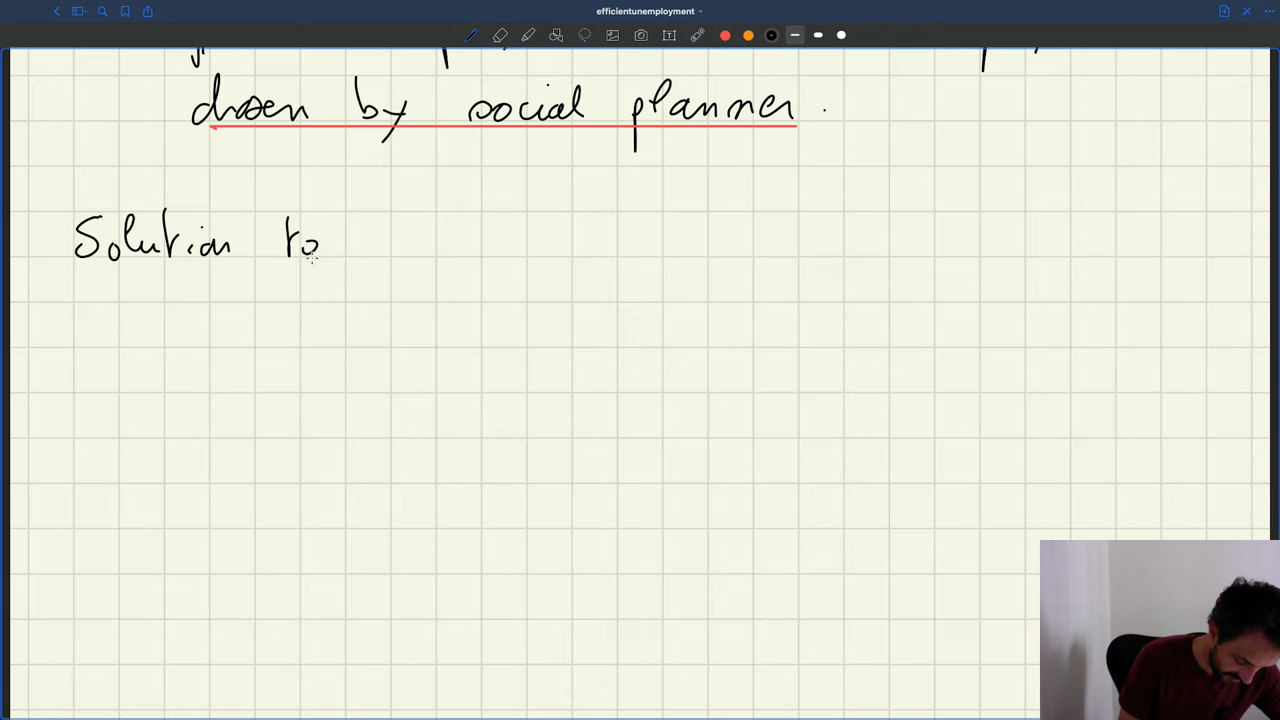 efficientunemployment
chosen by social planner.
Solution to